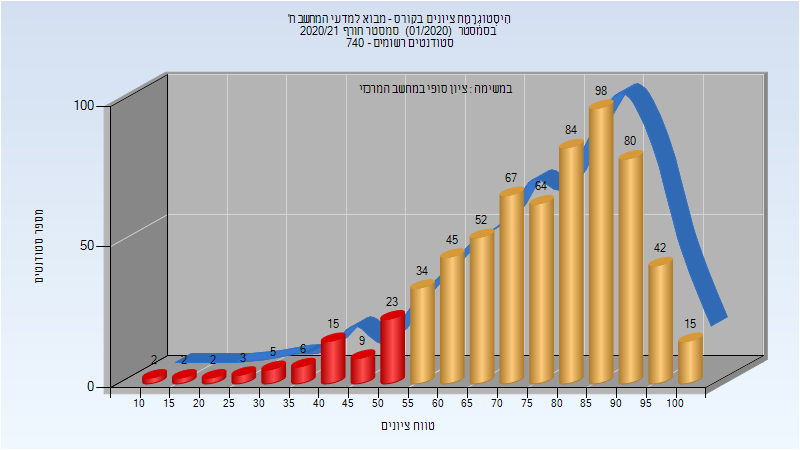 היסטוגרמת ציונים בקורס - מבוא למדעי המחשב ח'
בסמסטר (01/2020) סמסטר חורף 2020/21
סטודנטים רשומים - 740
במשימה : ציון סופי במחשב המרכזי
100
50
0
מספר סטודנטים
2 2 2 3 5 6 15 9 23 34 45 52 67 64 84 98 80 42 15
10 15 20 25 30 35 40 45 50 55 60 65 70 75 80 85 90 95 100
טווח ציונים